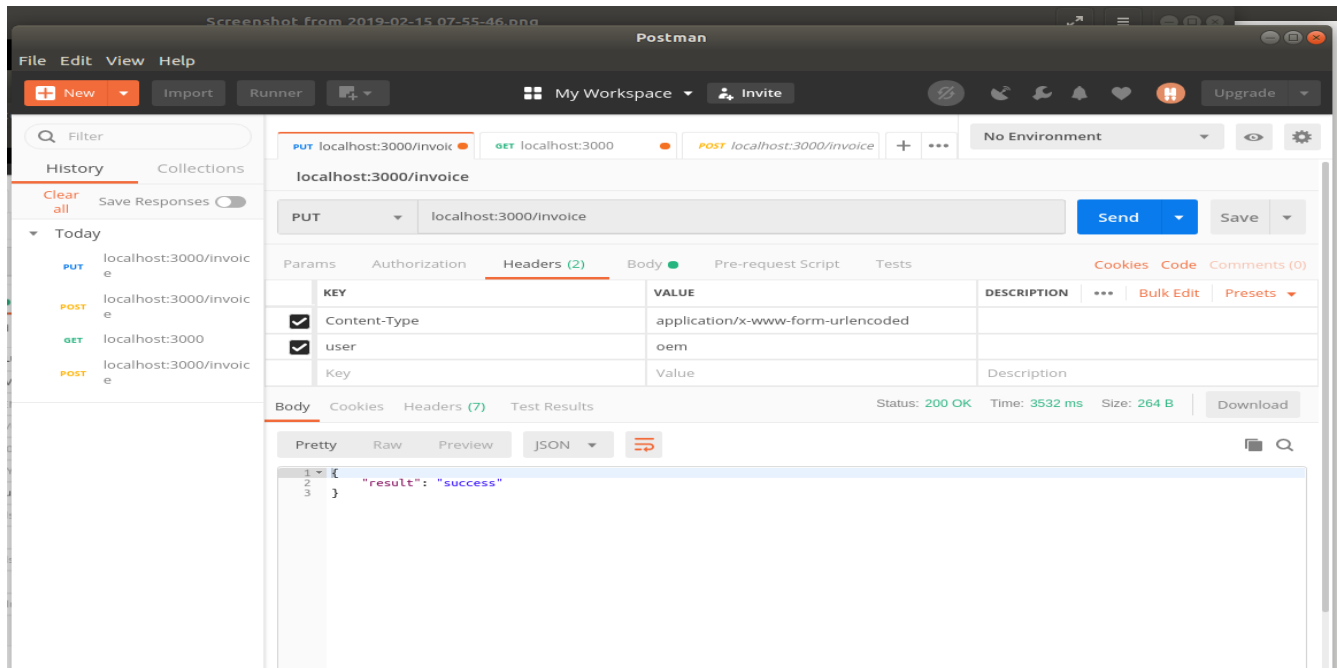 Screenshot from 2019-02-15 07-55-46.png
Postman
File Edit View Help
New Import Runner My Workspace Invite Upgrade
Filter
History Collections
Clear all Save Responses
Today
PUT localhost:3000/invoic
e
POST localhost:3000/invoic
e
GET localhost:3000
POST localhost:3000/invoic
e
PUT localhost:3000/invoic GET localhost:3000 POST localhost:3000/invoice + ••• No Environment
localhost:3000/invoice
PUT localhost:3000/invoice Send Save
Params Authorization Headers (2) Body Pre-request Script Tests Cookies Code Comments (0)
KEY VALUE DESCRIPTION ••• Bulk Edit Presets
Content-Type application/x-www-form-urlencoded
user oem
Key Value Description
Body Cookies Headers (7) Test Results Status: 200 OK Time: 3532 ms Size: 264 B Download
Pretty Raw Preview JSON
1 {
2 "result": "success"
3 }